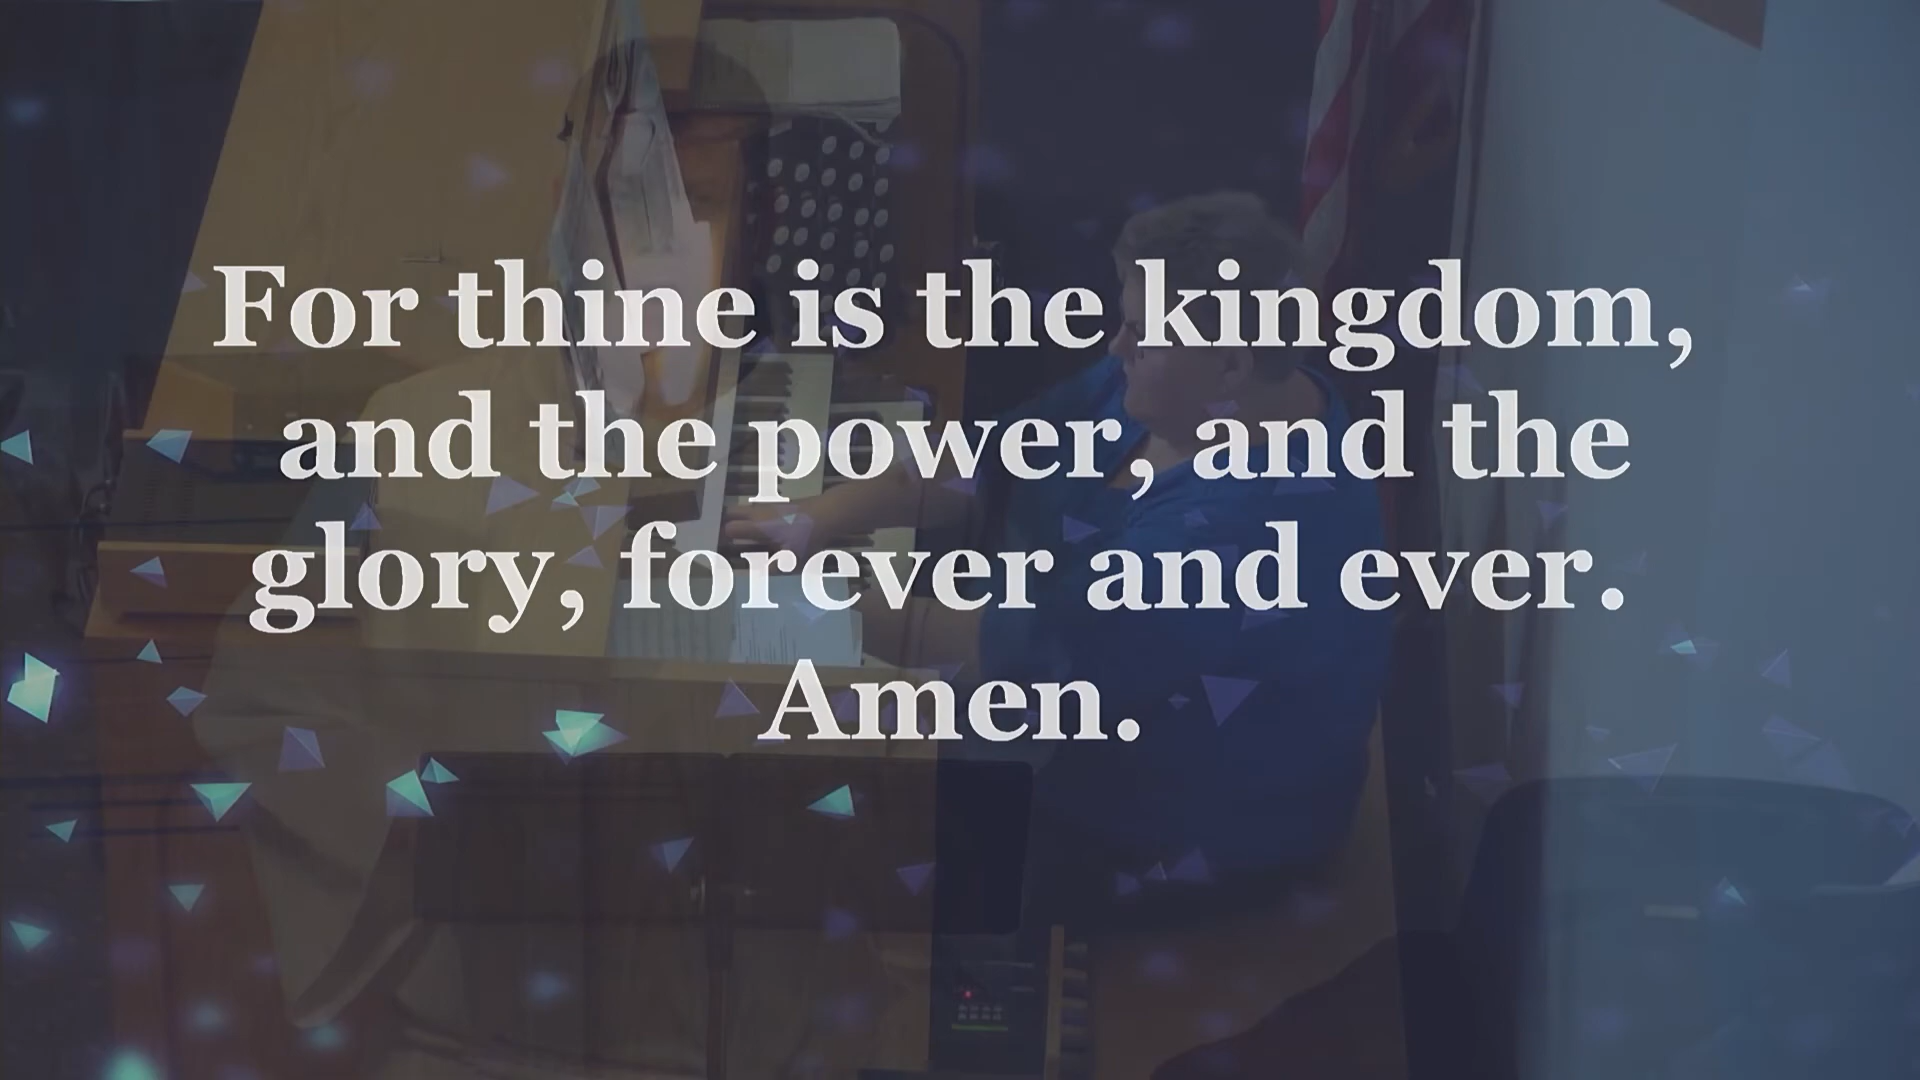 For thine is the kingdom,
and the power, and the
glory, forever and ever.
Amen.